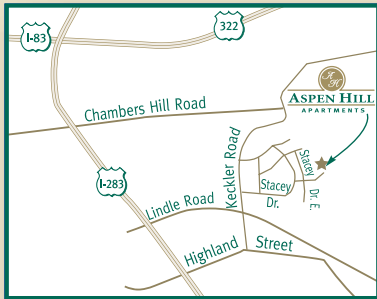 322
I-83
AH
ASPEN HILL
APARTMENTS
Chambers Hill Road
Keckler Road
Stacey
I-283
Stacey
Dr.
Dr. E.
Lindle Road
Highland Street